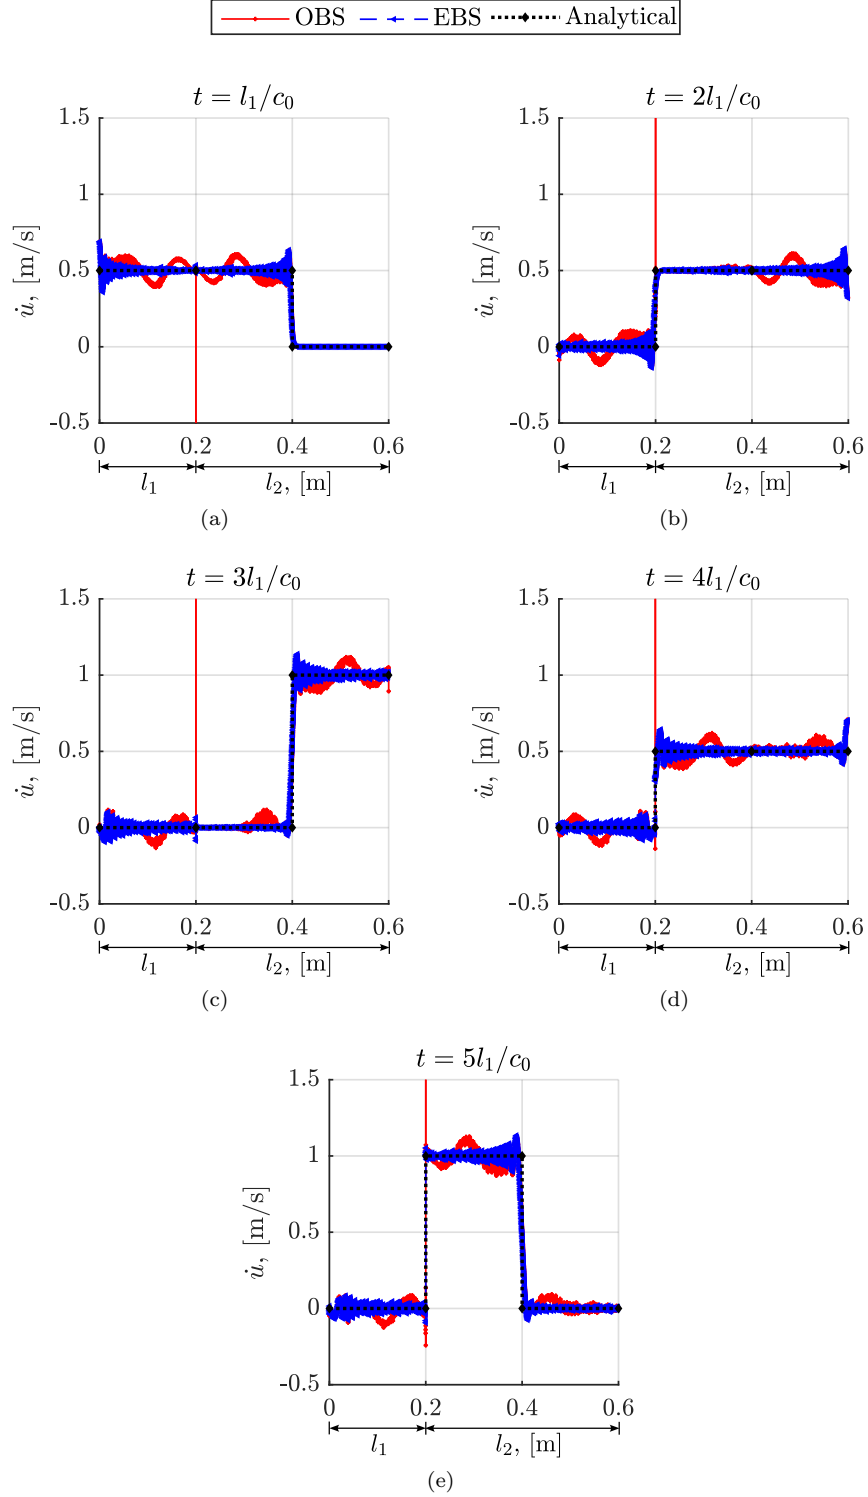 OBS EBS Analytical
t = l₁/c₀
1.5
1
0.5
0
-0.5
u̇, [m/s]
0 0.2 0.4 0.6
l₁ l₂, [m]
(a)
t = 2l₁/c₀
1.5
1
0.5
0
-0.5
u̇, [m/s]
0 0.2 0.4 0.6
l₁ l₂, [m]
(b)
t = 3l₁/c₀
1.5
1
0.5
0
-0.5
u̇, [m/s]
0 0.2 0.4 0.6
l₁ l₂, [m]
(c)
t = 4l₁/c₀
1.5
1
0.5
0
-0.5
u̇, [m/s]
0 0.2 0.4 0.6
l₁ l₂, [m]
(d)
t = 5l₁/c₀
1.5
1
0.5
0
-0.5
u̇, [m/s]
0 0.2 0.4 0.6
l₁ l₂, [m]
(e)